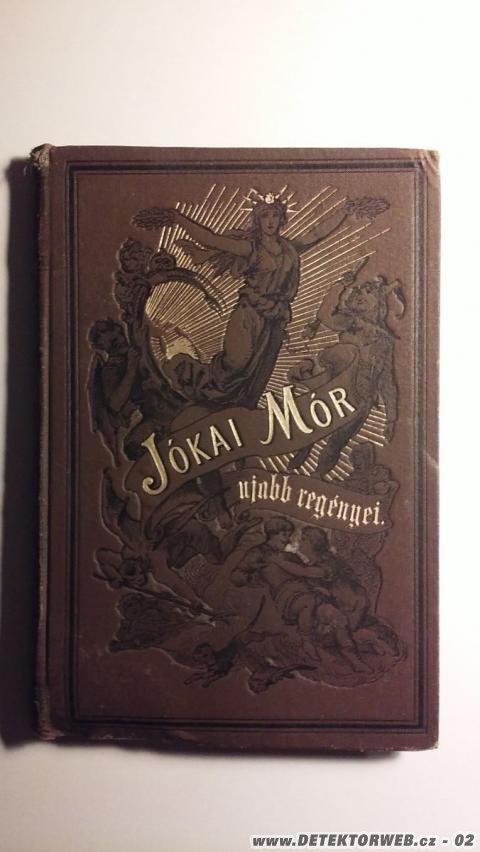 JÓKAI MÓR
ujabb regényei.
www.DETEKTORWEB.cz - 02